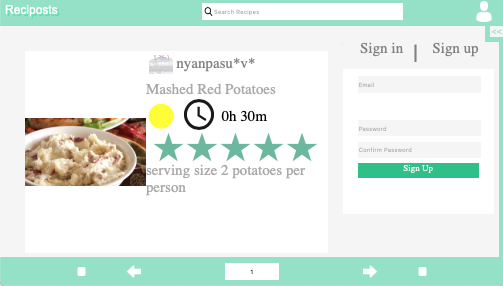 Reciposts
Search Recipes
<<
Sign in | Sign up
nyanpasu*v*
Mashed Red Potatoes
0h 30m
serving size 2 potatoes per
person
Email
Password
Confirm Password
Sign Up
1